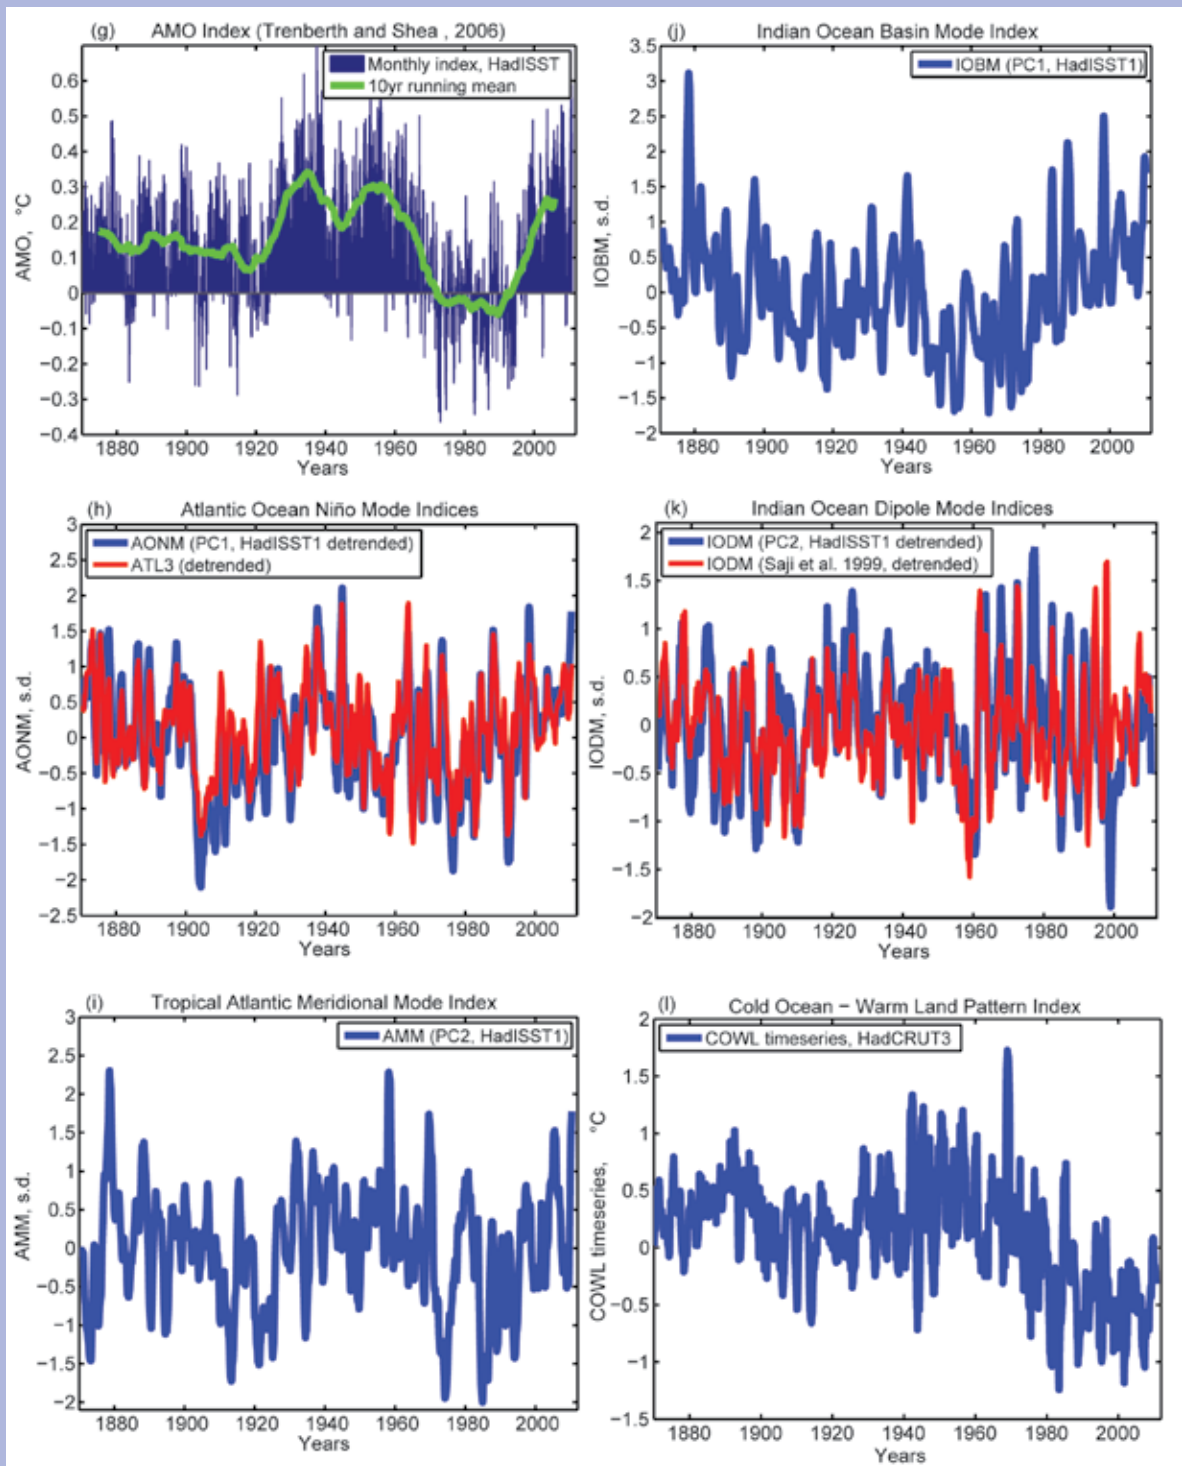 (g) AMO Index (Trenberth and Shea , 2006)
Monthly index, HadISST
10yr running mean
AMO, °C
0.6
0.5
0.4
0.3
0.2
0.1
0
−0.1
−0.2
−0.3
−0.4
1880 1900 1920 1940 1960 1980 2000
Years
(j) Indian Ocean Basin Mode Index
IOBM (PC1, HadISST1)
IOBM, s.d.
3.5
3
2.5
2
1.5
1
0.5
0
−0.5
−1
−1.5
−2
1880 1900 1920 1940 1960 1980 2000
Years
(h) Atlantic Ocean Niño Mode Indices
AONM (PC1, HadISST1 detrended)
ATL3 (detrended)
AONM, s.d.
3
2.5
2
1.5
1
0.5
0
−0.5
−1
−1.5
−2
−2.5
1880 1900 1920 1940 1960 1980 2000
Years
(k) Indian Ocean Dipole Mode Indices
IODM (PC2, HadISST1 detrended)
IODM (Saji et al. 1999, detrended)
IODM, s.d.
2
1.5
1
0.5
0
−0.5
−1
−1.5
−2
1880 1900 1920 1940 1960 1980 2000
Years
(i) Tropical Atlantic Meridional Mode Index
AMM (PC2, HadISST1)
AMM, s.d.
3
2.5
2
1.5
1
0.5
0
−0.5
−1
−1.5
−2
1880 1900 1920 1940 1960 1980 2000
Years
(l) Cold Ocean − Warm Land Pattern Index
COWL timeseries, HadCRUT3
COWL timeseries, °C
2
1.5
1
0.5
0
−0.5
−1
−1.5
1880 1900 1920 1940 1960 1980 2000
Years